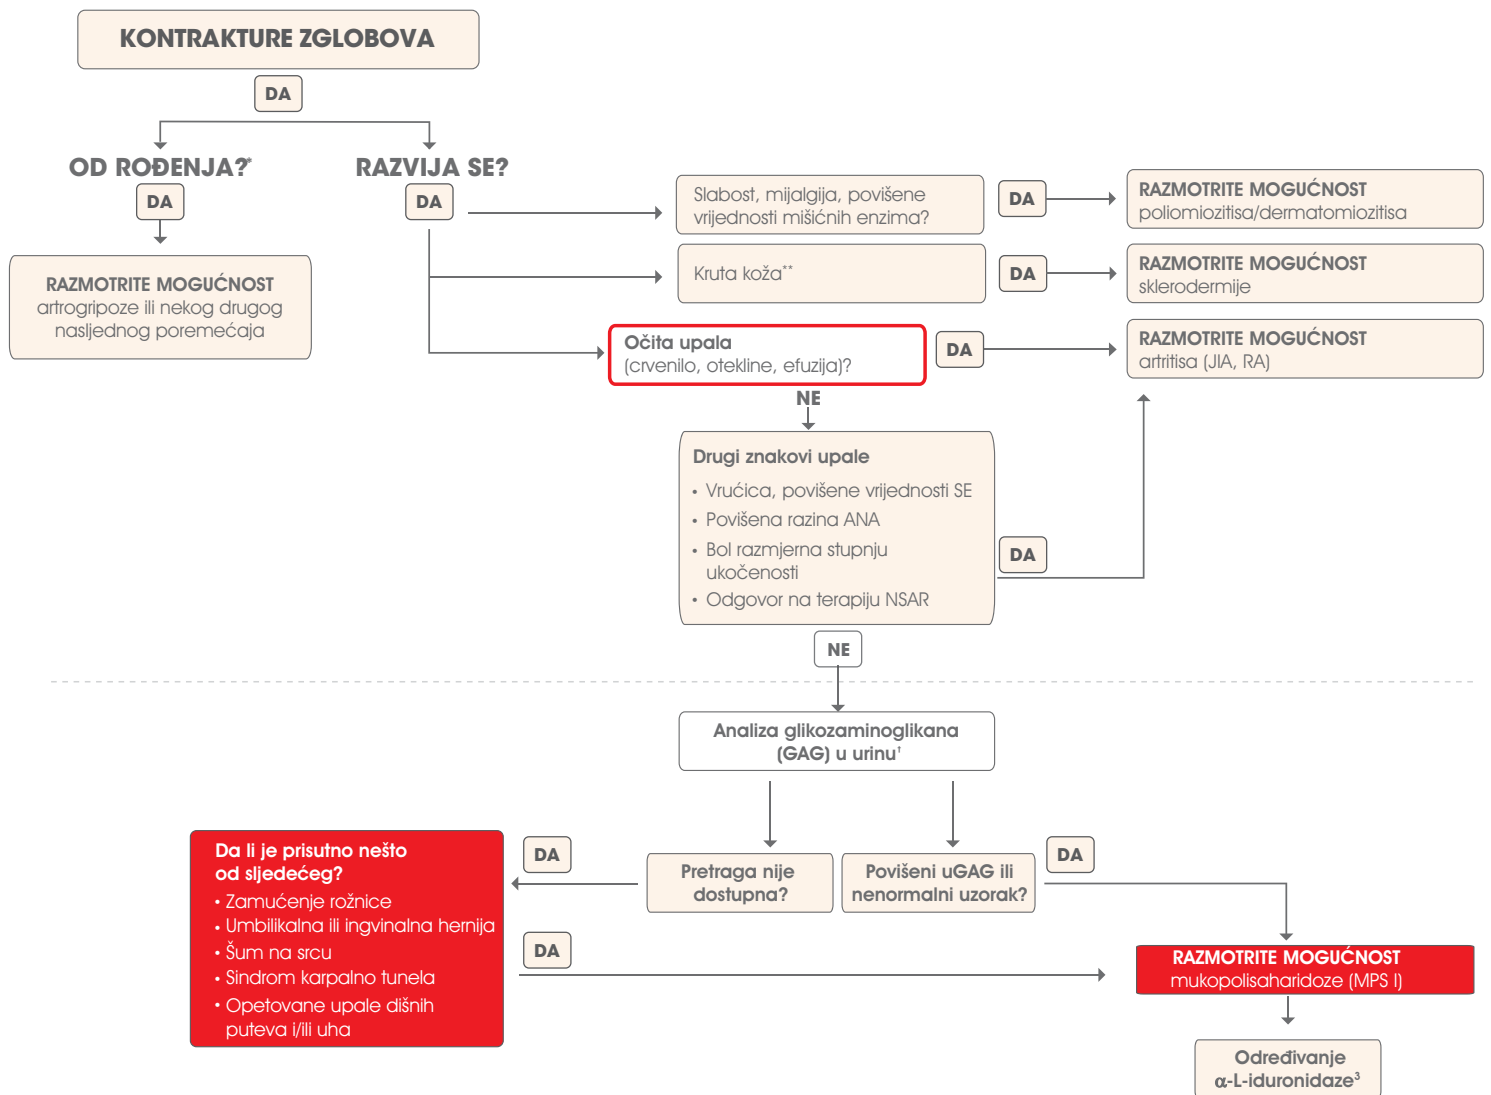 KONTRAKTURE ZGLOBOVA
DA
OD ROĐENJA?*
RAZVIJA SE?
DA
DA
RAZMOTRITE MOGUĆNOST
artrogripoze ili nekog drugog
nasljednog poremećaja
Slabost, mijalgija, povišene
vrijednosti mišićnih enzima?
DA
RAZMOTRITE MOGUĆNOST
poliomiozitisa/dermatomiozitisa
Kruta koža**
DA
RAZMOTRITE MOGUĆNOST
sklerodermije
Očita upala
(crvenilo, otekline, efuzija)?
DA
RAZMOTRITE MOGUĆNOST
artritisa (JIA, RA)
NE
Drugi znakovi upale
• Vrućica, povišene vrijednosti SE
• Povišena razina ANA
• Bol razmjerna stupnju
ukočenosti
• Odgovor na terapiju NSAR
DA
NE
Analiza glikozaminoglikana
(GAG) u urinu†
Pretraga nije
dostupna?
Povišeni uGAG ili
nenormalni uzorak?
DA
DA
Da li je prisutno nešto
od sljedećeg?
• Zamućenje rožnice
• Umbilikalna ili ingvinalna hernija
• Šum na srcu
• Sindrom karpalno tunela
• Opetovane upale dišnih
puteva i/ili uha
DA
RAZMOTRITE MOGUĆNOST
mukopolisaharidoze (MPS I)
Određivanje
α-L-iduronidaze³